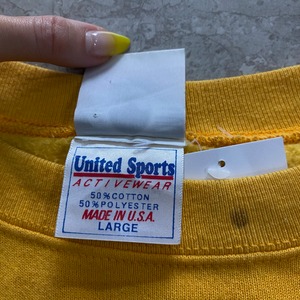 United Sports
ACTIVEWEAR
50% COTTON
50% POLYESTER
MADE IN U.S.A.
LARGE